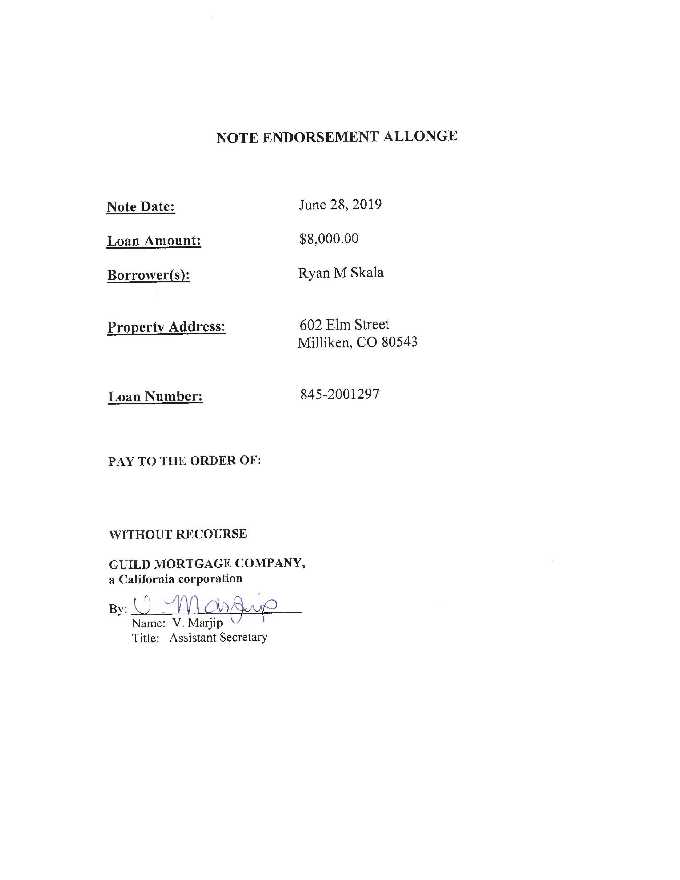 NOTE ENDORSEMENT ALLONGE
Note Date: June 28, 2019
Loan Amount: $8,000.00
Borrower(s): Ryan M Skala
Property Address: 602 Elm Street
Milliken, CO 80543
Loan Number: 845-2001297
PAY TO THE ORDER OF:
WITHOUT RECOURSE
GUILD MORTGAGE COMPANY,
a California corporation
By: V Marjip
Name: V. Marjip
Title: Assistant Secretary